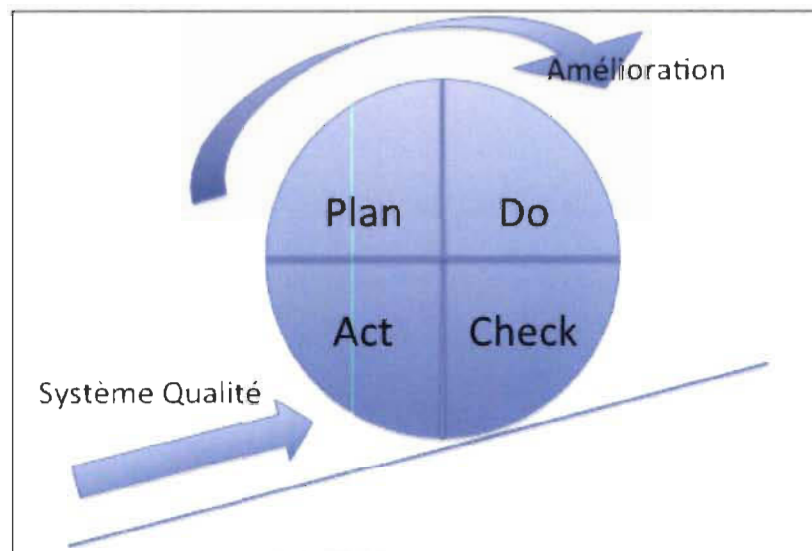 Amélioration
Plan
Do
Act
Check
Système Qualité